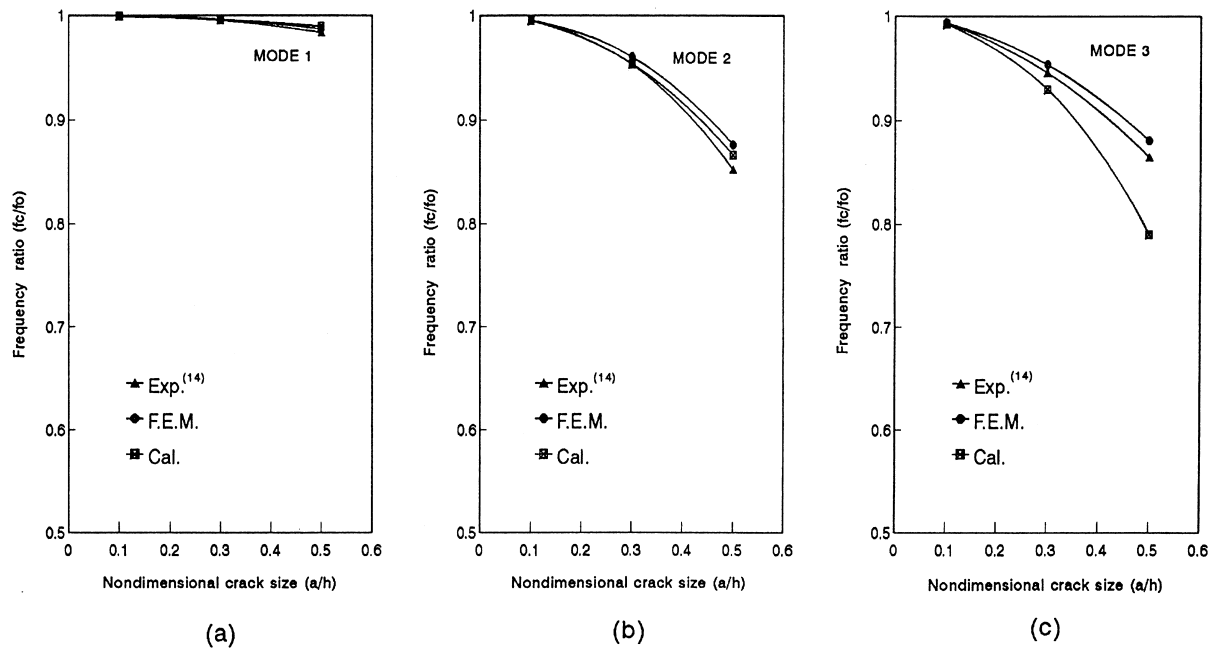 1
0.9
0.8
0.7
0.6
0.5
0
0.1
0.2
0.3
0.4
0.5
0.6
Frequency ratio (fc/fo)
Nondimensional crack size (a/h)
MODE 1
Exp.(14)
F.E.M.
Cal.
(a)
1
0.9
0.8
0.7
0.6
0.5
0
0.1
0.2
0.3
0.4
0.5
0.6
Frequency ratio (fc/fo)
Nondimensional crack size (a/h)
MODE 2
Exp.(14)
F.E.M.
Cal.
(b)
1
0.9
0.8
0.7
0.6
0.5
0
0.1
0.2
0.3
0.4
0.5
0.6
Frequency ratio (fc/fo)
Nondimensional crack size (a/h)
MODE 3
Exp.(14)
F.E.M.
Cal.
(c)